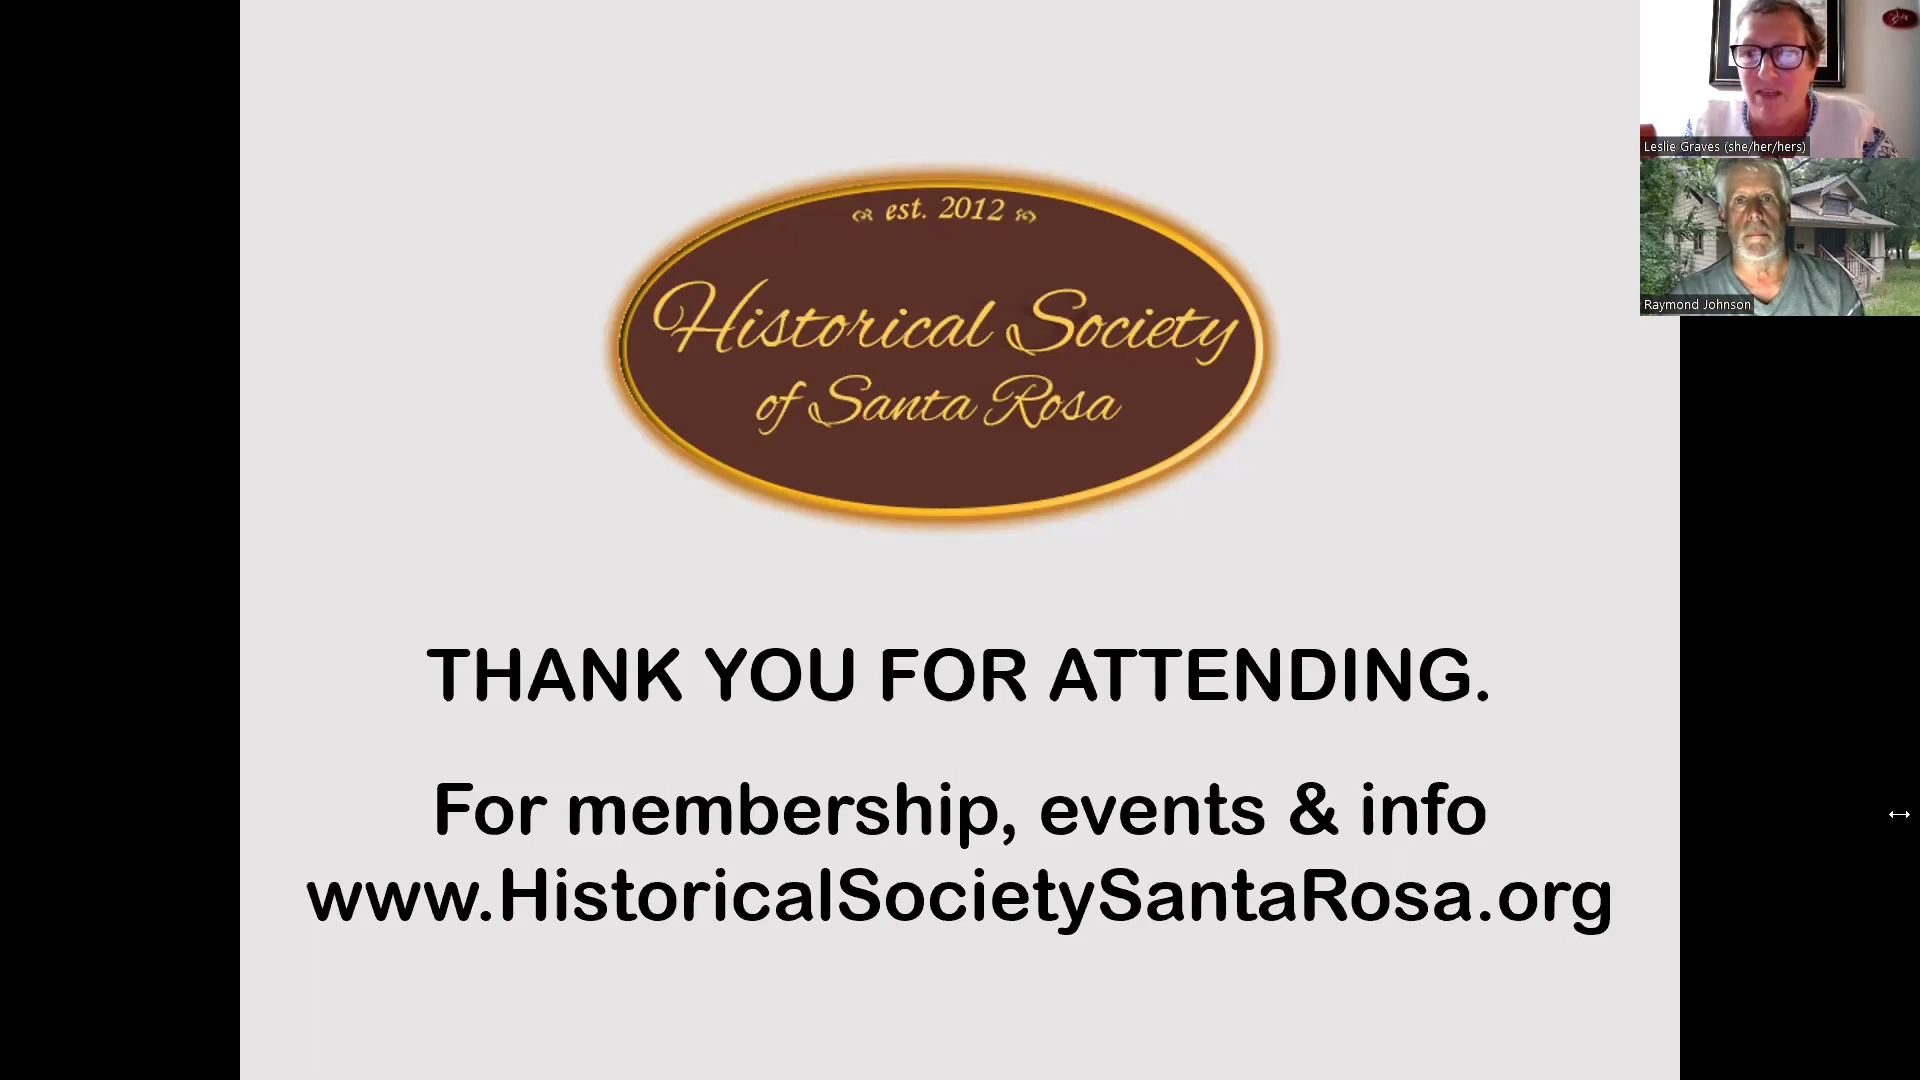 est. 2012
Historical Society
of Santa Rosa
THANK YOU FOR ATTENDING.
For membership, events & info
www.HistoricalSocietySantaRosa.org
Leslie Graves (she/her/hers)
Raymond Johnson